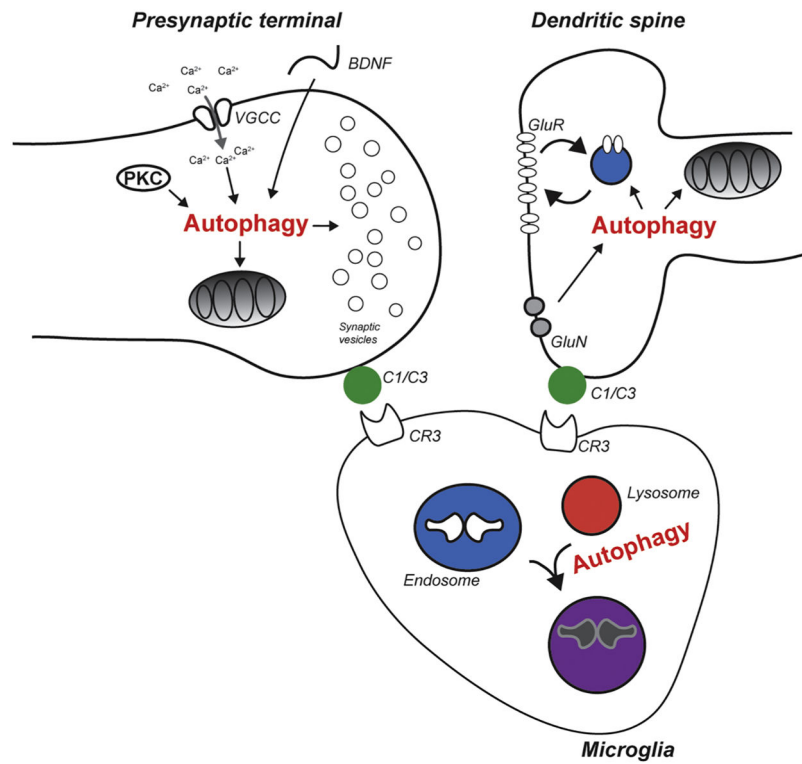 Presynaptic terminal
Dendritic spine
Ca²⁺ Ca²⁺ Ca²⁺
BDNF
Ca²⁺ Ca²⁺
VGCC
Ca²⁺ Ca²⁺ Ca²⁺
PKC
Autophagy
Synaptic
vesicles
GluR
Autophagy
GluN
C1/C3
C1/C3
CR3
CR3
Lysosome
Autophagy
Endosome
Microglia